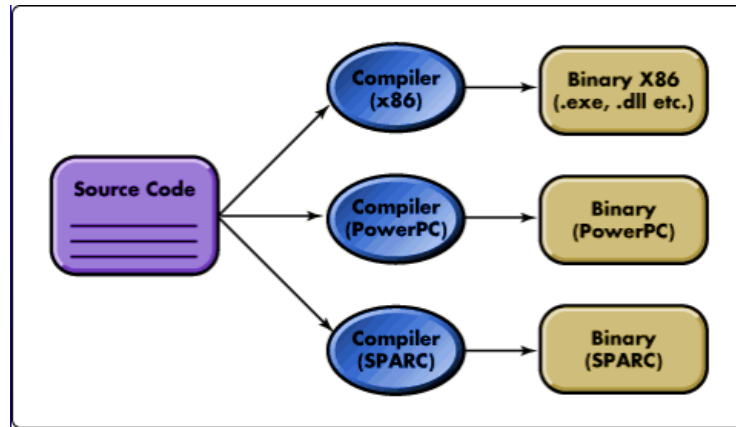 Source Code
Compiler
(x86)
Binary X86
(.exe, .dll etc.)
Compiler
(PowerPC)
Binary
(PowerPC)
Compiler
(SPARC)
Binary
(SPARC)